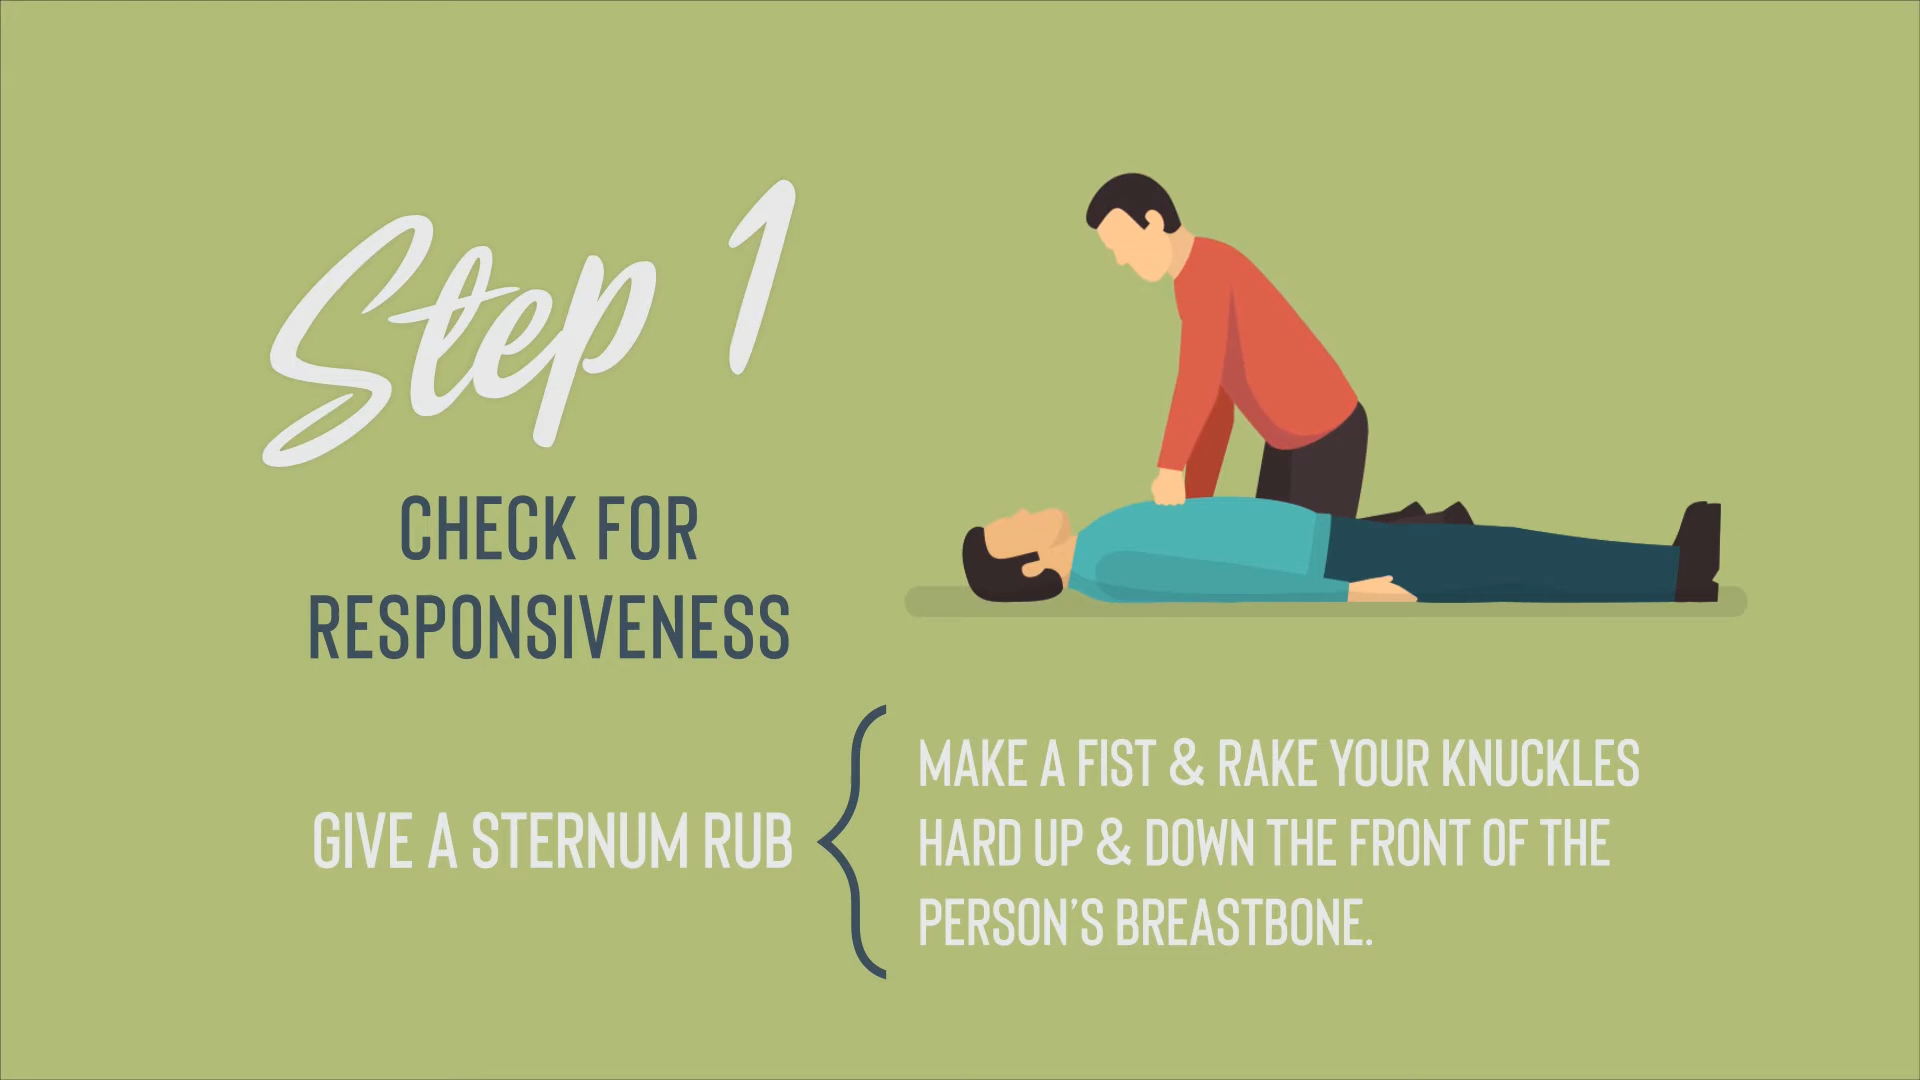 Step 1
CHECK FOR
RESPONSIVENESS
GIVE A STERNUM RUB
MAKE A FIST & RAKE YOUR KNUCKLES
HARD UP & DOWN THE FRONT OF THE
PERSON'S BREASTBONE.